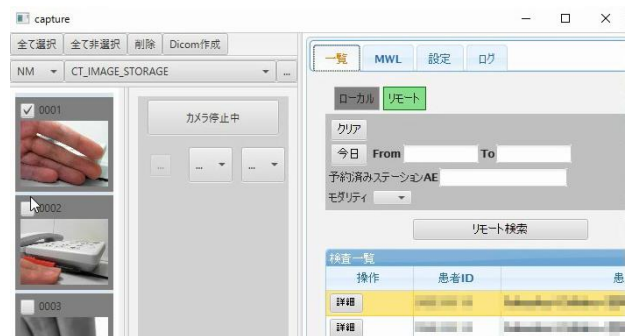 capture
全て選択 全て非選択 削除 Dicom作成
NM CT_IMAGE_STORAGE ...
0001
カメラ停止中
... ... ...
0002
0003
一覧 MWL 設定 ログ
ローカル リモート
クリア
今日 From To
予約済みステーションAE
モダリティ
リモート検索
検査一覧
操作 患者ID 患
詳細
詳細